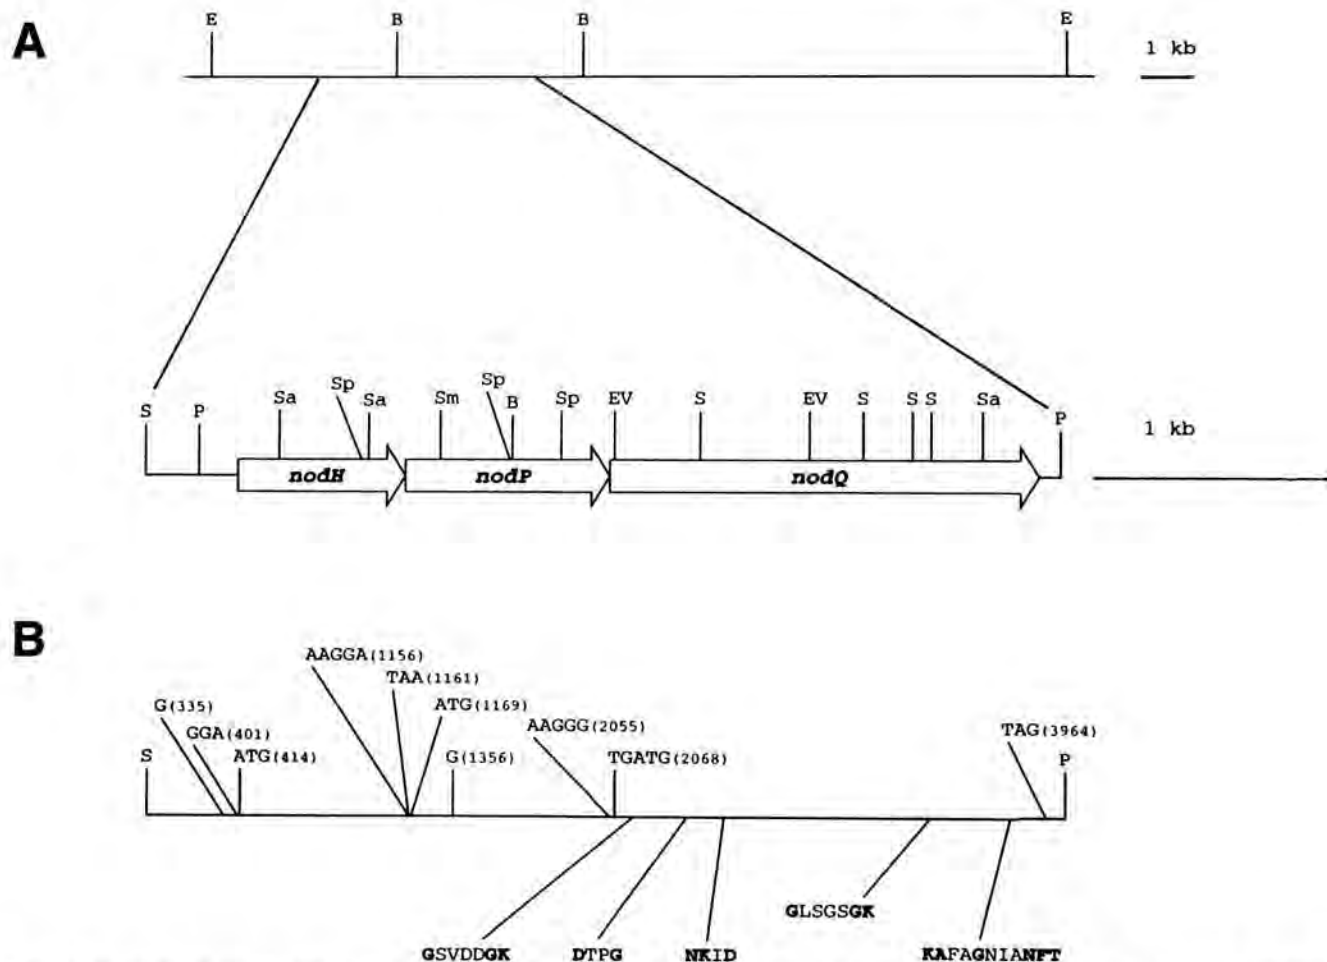 A
E B B E
1 kb
S P Sa Sp Sa Sm Sp B Sp EV S EV S S S Sa P
1 kb
nodH nodP nodQ
B
AAGGA(1156)
TAA(1161)
ATG(1169)
G(335)
AAGGG(2055)
TAG(3964)
GGA(401)
S ATG(414) G(1356) TGATG(2068) P
GLSGSGK
GSVDDGK DTPG NKID KAFAGNIANFT